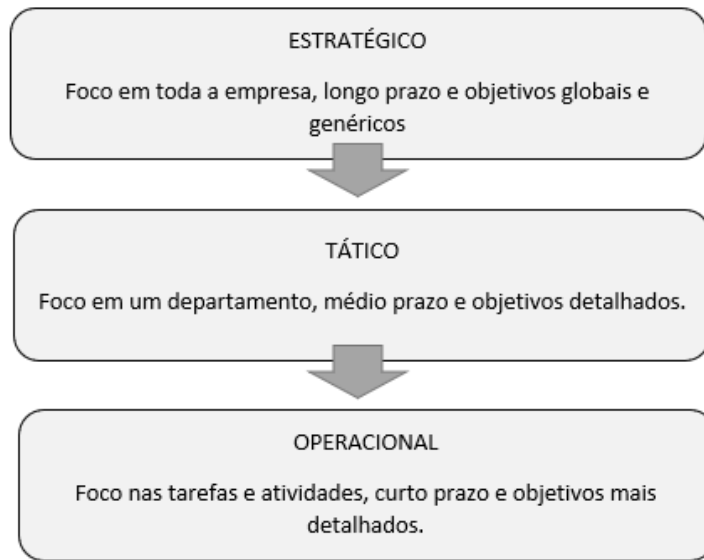 ESTRATÉGICO
Foco em toda a empresa, longo prazo e objetivos globais e
genéricos
TÁTICO
Foco em um departamento, médio prazo e objetivos detalhados.
OPERACIONAL
Foco nas tarefas e atividades, curto prazo e objetivos mais
detalhados.